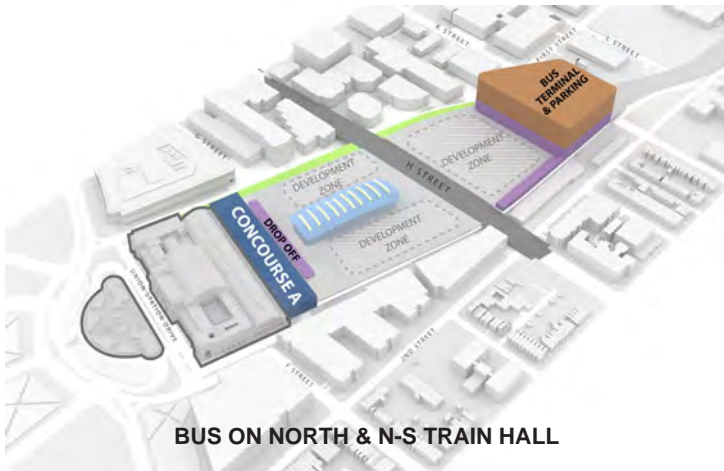 K STREET
FIRST STREET
L STREET
BUS
TERMINAL
& PARKING
G STREET
H STREET
DEVELOPMENT
ZONE
DEVELOPMENT
ZONE
CONCOURSE A
DROP OFF
DEVELOPMENT
ZONE
UNION STATION DRIVE
F STREET
2ND STREET
BUS ON NORTH & N-S TRAIN HALL